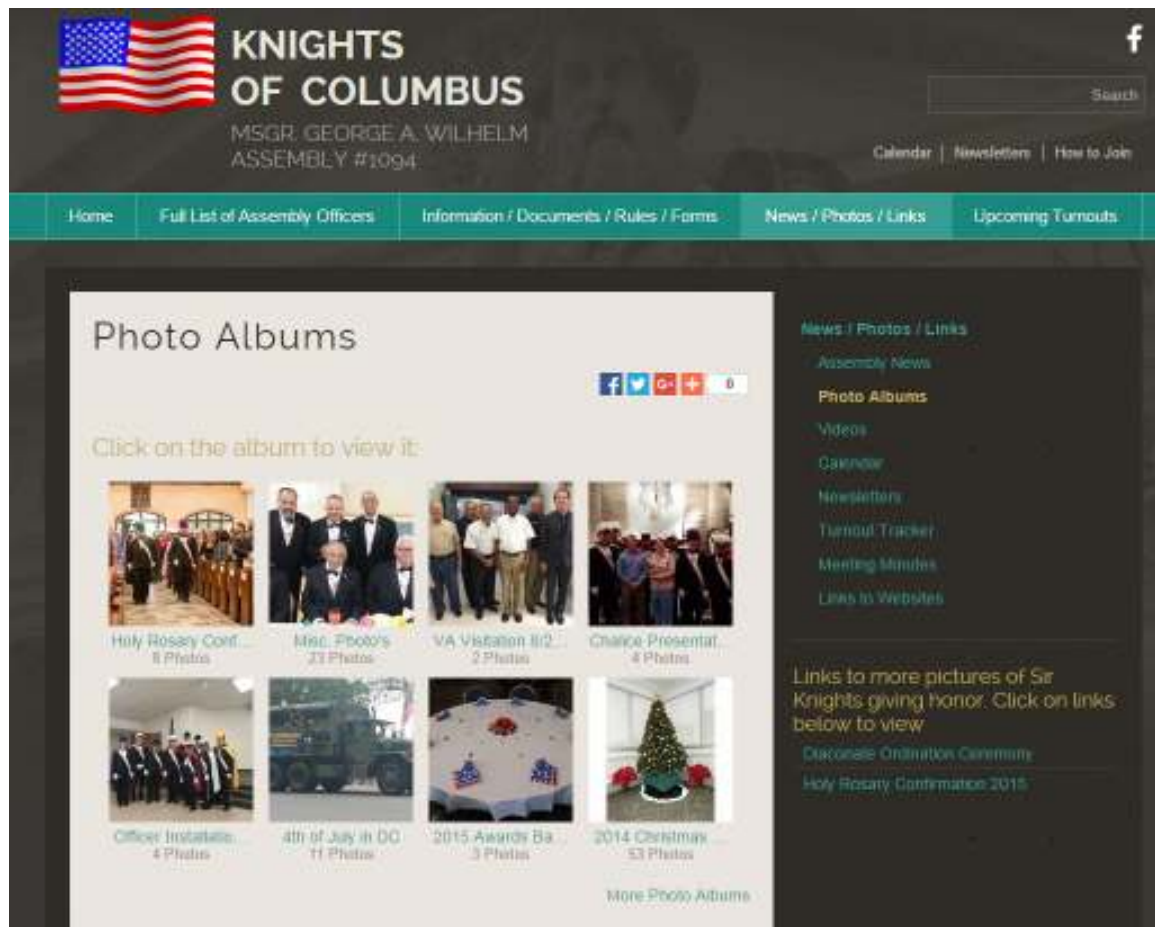 KNIGHTS
OF COLUMBUS
MSGR. GEORGE A. WILHELM
ASSEMBLY #1094
f
Search
Calendar | Newsletters | How to Join
Home
Full List of Assembly Officers
Information / Documents / Rules / Forms
News / Photos / Links
Upcoming Turnouts
Photo Albums
f G+ + 0
Click on the album to view it:
Holy Rosary Conf...
8 Photos
Misc. Photo's
23 Photos
VA Visitation 8/2...
2 Photos
Chalice Presentat...
4 Photos
Officer Installatio...
4 Photos
4th of July in DC
11 Photos
2015 Awards Ba...
3 Photos
2014 Christmas ...
53 Photos
More Photo Albums
News / Photos / Links
Assembly News
Photo Albums
Videos
Calendar
Newsletters
Turnout Tracker
Meeting Minutes
Links to Websites
Links to more pictures of Sir
Knights giving honor. Click on links
below to view
Diaconate Ordination Ceremony
Holy Rosary Confirmation 2015